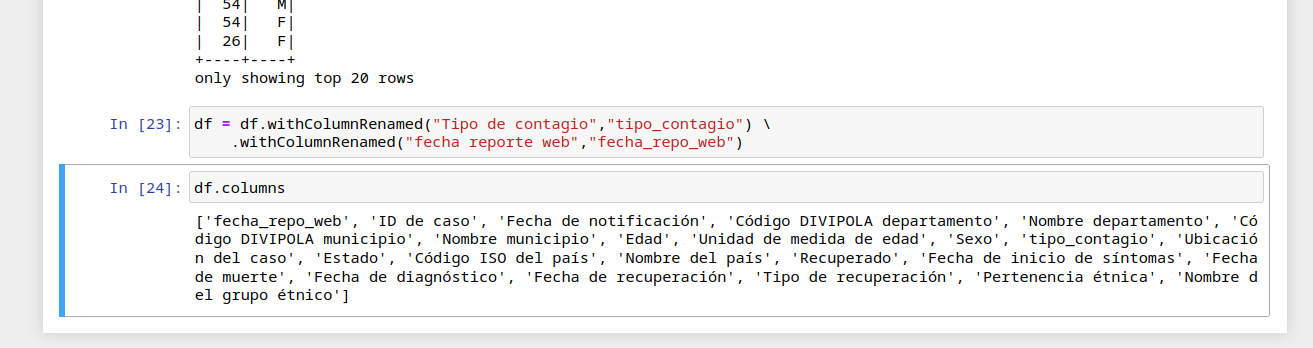 | 54| M|
| 54| F|
| 26| F|
+----+----+
only showing top 20 rows
In [23]: df = df.withColumnRenamed("Tipo de contagio","tipo_contagio") \
.withColumnRenamed("fecha reporte web","fecha_repo_web")
In [24]: df.columns
['fecha_repo_web', 'ID de caso', 'Fecha de notificación', 'Código DIVIPOLA departamento', 'Nombre departamento', 'Có
digo DIVIPOLA municipio', 'Nombre municipio', 'Edad', 'Unidad de medida de edad', 'Sexo', 'tipo_contagio', 'Ubicació
n del caso', 'Estado', 'Código ISO del país', 'Nombre del país', 'Recuperado', 'Fecha de inicio de síntomas', 'Fecha
de muerte', 'Fecha de diagnóstico', 'Fecha de recuperación', 'Tipo de recuperación', 'Pertenencia étnica', 'Nombre d
el grupo étnico']